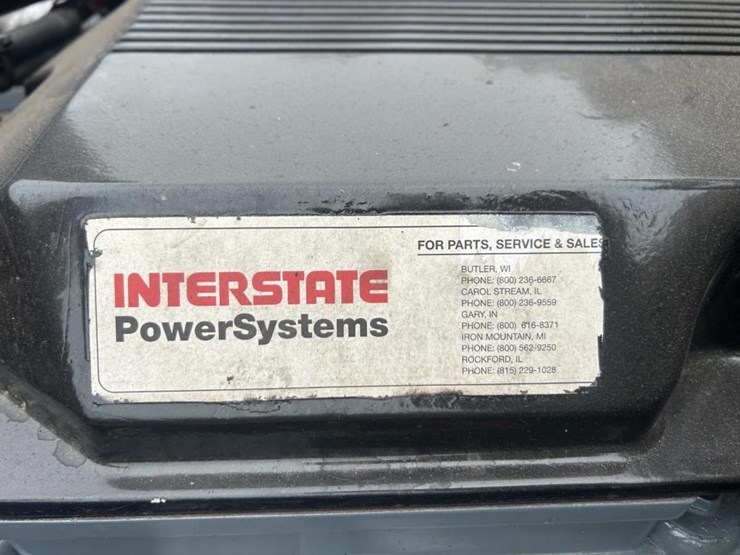 INTERSTATE
PowerSystems
FOR PARTS, SERVICE & SALES
BUTLER, WI
PHONE: (800) 236-6667
CAROL STREAM, IL
PHONE: (800) 236-9559
GARY, IN
PHONE: (800) 616-8371
IRON MOUNTAIN, MI
PHONE: (800) 562-9250
ROCKFORD, IL
PHONE: (815) 229-1028